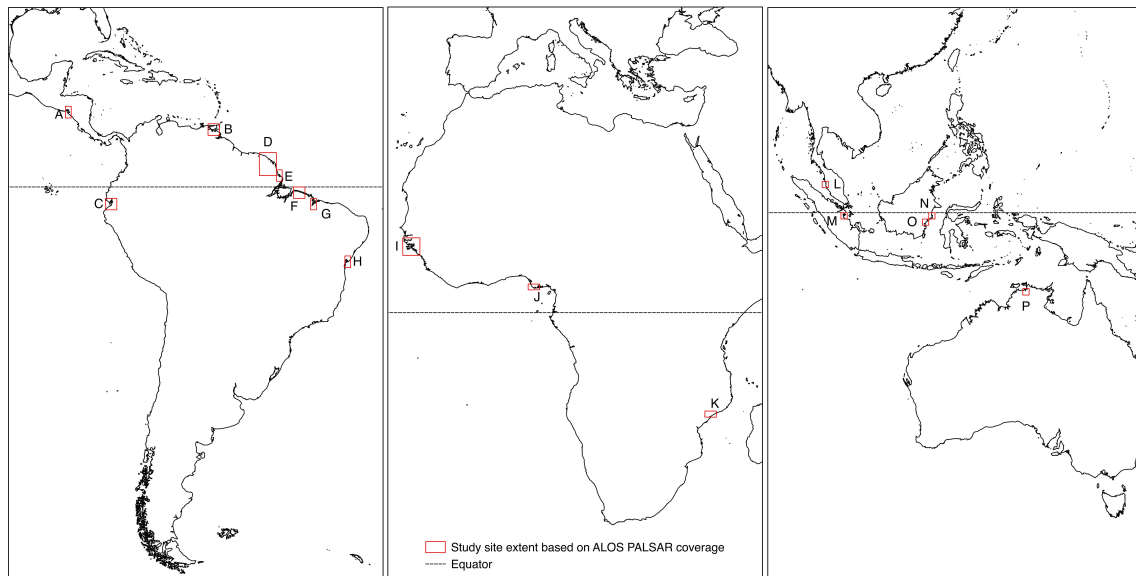 A
B
C
D
E
F
G
H
I
J
K
L
M
N
O
P
Study site extent based on ALOS PALSAR coverage
Equator